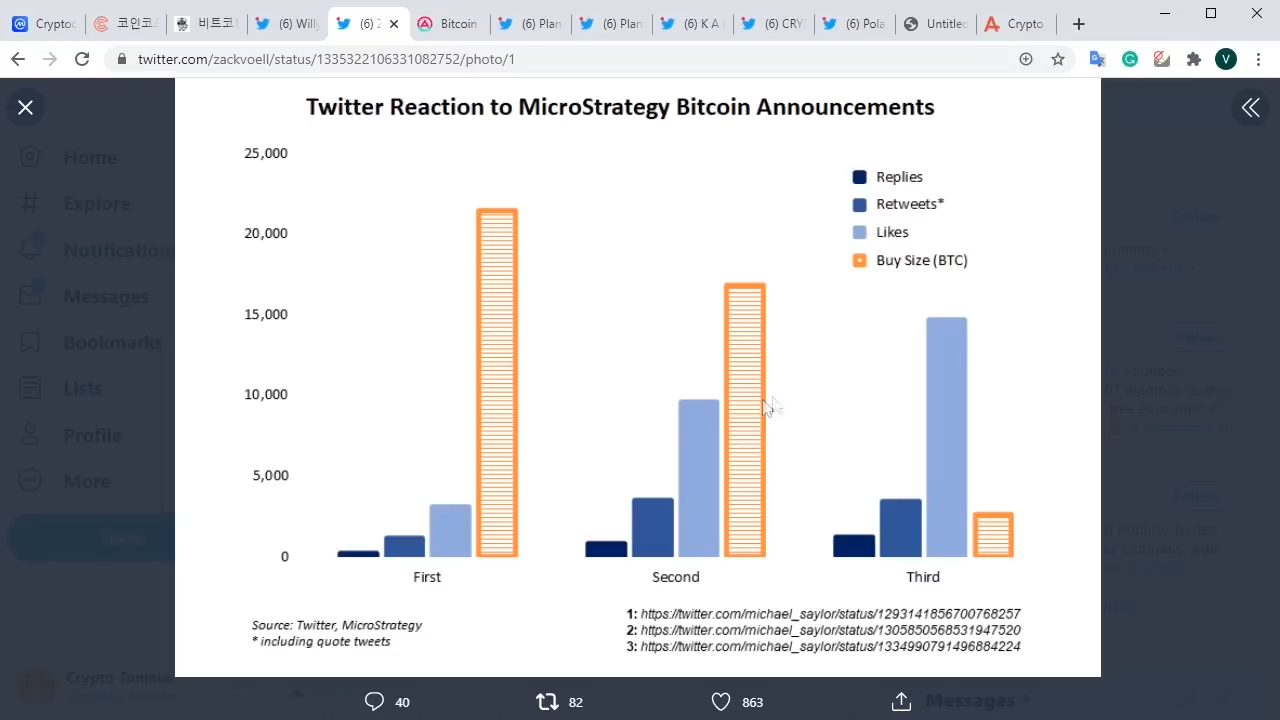 Cryptoc
코인코
비트코
(6) Willy
(6) Z
Bitcoin
(6) Plan
(6) Plan
(6) K A
(6) CRY
(6) Pola
Untitled
Crypto
twitter.com/zackvoell/status/1335322106331062752/photo/1
V
Home
Explore
Notifications
Messages
Bookmarks
Lists
Profile
More
Tweet
Crypto
Twitter Reaction to MicroStrategy Bitcoin Announcements
25,000
20,000
15,000
10,000
5,000
0
Replies
Retweets*
Likes
Buy Size (BTC)
First
Second
Third
Source: Twitter, MicroStrategy
* including quote tweets
1: https://twitter.com/michael_saylor/status/1293141856700768257
2: https://twitter.com/michael_saylor/status/1305850568531947520
3: https://twitter.com/michael_saylor/status/1334990791496884224
40
82
863
Messages